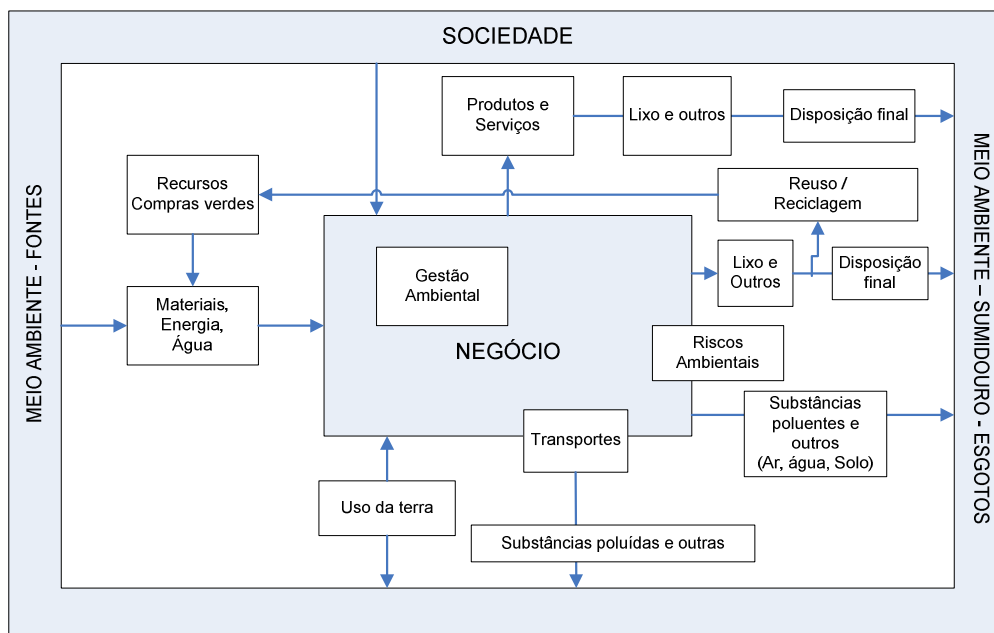 SOCIEDADE
MEIO AMBIENTE - FONTES
Produtos e
Serviços
Lixo e outros
Disposição final
Recursos
Compras verdes
Reuso /
Reciclagem
Gestão
Ambiental
Lixo e
Outros
Disposição
final
Materiais,
Energia,
Água
NEGÓCIO
Riscos
Ambientais
Substâncias
poluentes e
outros
(Ar, água, Solo)
Transportes
Uso da terra
Substâncias poluídas e outras
MEIO AMBIENTE – SUMIDOURO - ESGOTOS